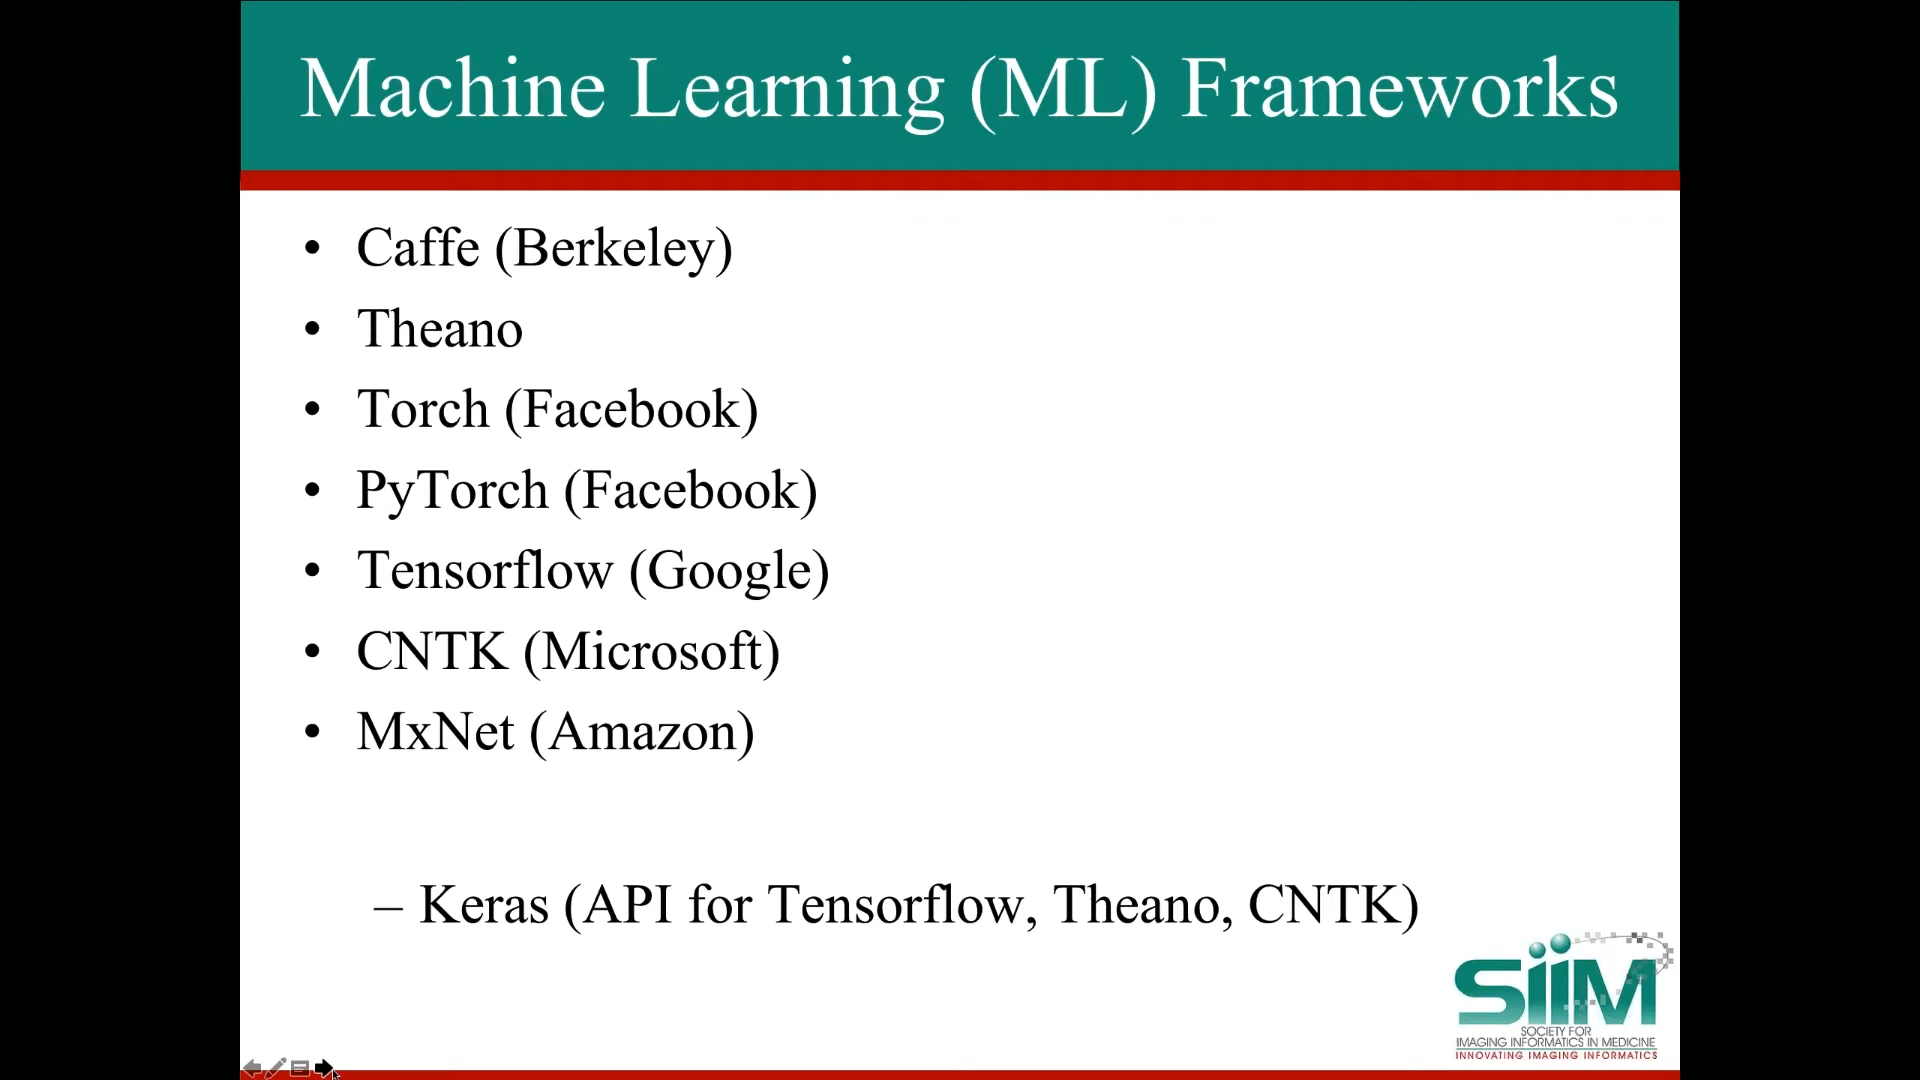 Machine Learning (ML) Frameworks
• Caffe (Berkeley)
• Theano
• Torch (Facebook)
• PyTorch (Facebook)
• Tensorflow (Google)
• CNTK (Microsoft)
• MxNet (Amazon)
– Keras (API for Tensorflow, Theano, CNTK)
SiiM
SOCIETY FOR
IMAGING INFORMATICS IN MEDICINE
INNOVATING IMAGING INFORMATICS